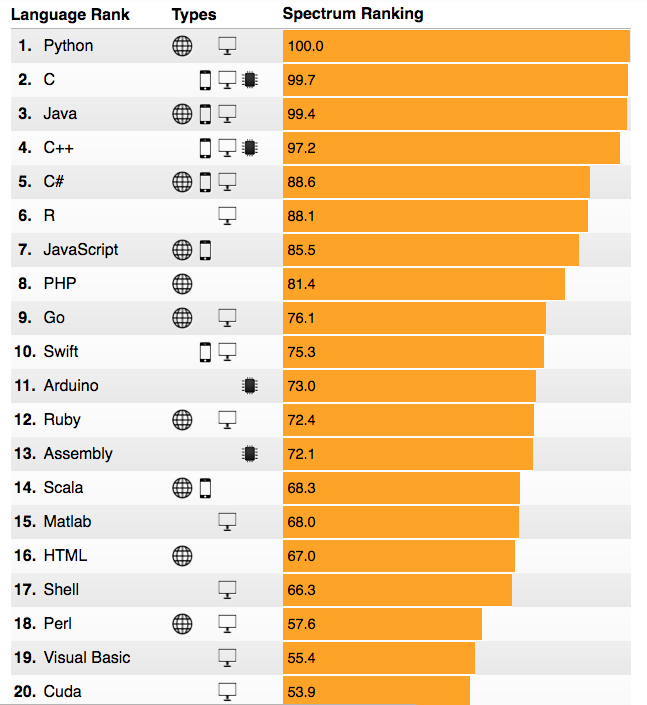 Language Rank Types Spectrum Ranking
1. Python 100.0
2. C 99.7
3. Java 99.4
4. C++ 97.2
5. C# 88.6
6. R 88.1
7. JavaScript 85.5
8. PHP 81.4
9. Go 76.1
10. Swift 75.3
11. Arduino 73.0
12. Ruby 72.4
13. Assembly 72.1
14. Scala 68.3
15. Matlab 68.0
16. HTML 67.0
17. Shell 66.3
18. Perl 57.6
19. Visual Basic 55.4
20. Cuda 53.9